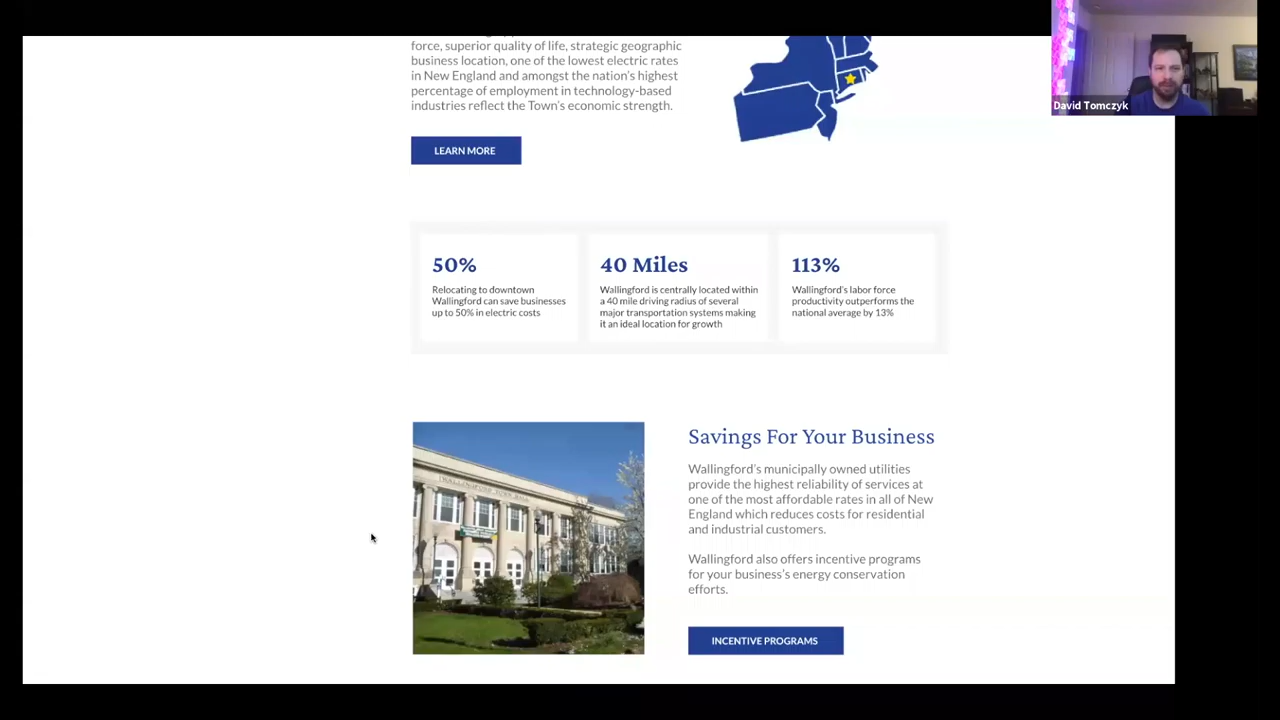 force, superior quality of life, strategic geographic
business location, one of the lowest electric rates
in New England and amongst the nation's highest
percentage of employment in technology-based
industries reflect the Town's economic strength.
LEARN MORE
David Tomczyk
50%
Relocating to downtown
Wallingford can save businesses
up to 50% in electric costs
40 Miles
Wallingford is centrally located within
a 40 mile driving radius of several
major transportation systems making
it an ideal location for growth
113%
Wallingford's labor force
productivity outperforms the
national average by 13%
WALLINGFORD TOWN HALL
Savings For Your Business
Wallingford's municipally owned utilities
provide the highest reliability of services at
one of the most affordable rates in all of New
England which reduces costs for residential
and industrial customers.
Wallingford also offers incentive programs
for your business's energy conservation
efforts.
INCENTIVE PROGRAMS